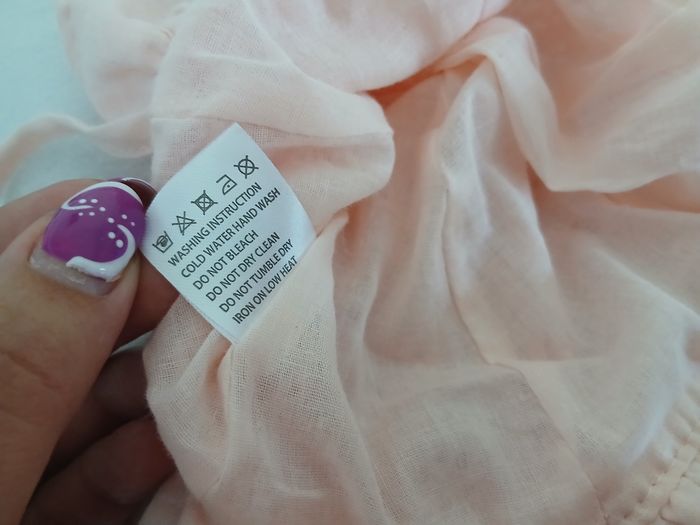 WASHING INSTRUCTION
COLD WATER HAND WASH
DO NOT BLEACH
DO NOT DRY CLEAN
DO NOT TUMBLE DRY
IRON ON LOW HEAT